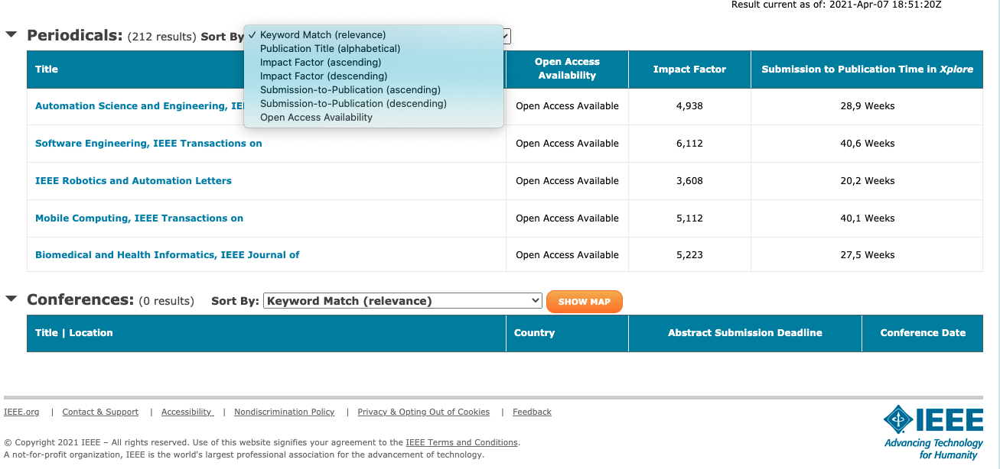 Result current as of: 2021-Apr-07 18:51:20Z
Periodicals: (212 results) Sort By
✓ Keyword Match (relevance)
Publication Title (alphabetical)
Impact Factor (ascending)
Impact Factor (descending)
Submission-to-Publication (ascending)
Submission-to-Publication (descending)
Open Access Availability
Title Open Access Availability Impact Factor Submission to Publication Time in Xplore
Automation Science and Engineering, Open Access Available 4,938 28,9 Weeks
Software Engineering, IEEE Transactions on Open Access Available 6,112 40,6 Weeks
IEEE Robotics and Automation Letters Open Access Available 3,608 20,2 Weeks
Mobile Computing, IEEE Transactions on Open Access Available 5,112 40,1 Weeks
Biomedical and Health Informatics, IEEE Journal of Open Access Available 5,223 27,5 Weeks
Conferences: (0 results) Sort By: Keyword Match (relevance) SHOW MAP
Title | Location Country Abstract Submission Deadline Conference Date
IEEE.org | Contact & Support | Accessibility | Nondiscrimination Policy | Privacy & Opting Out of Cookies | Feedback
© Copyright 2021 IEEE – All rights reserved. Use of this website signifies your agreement to the IEEE Terms and Conditions.
A not-for-profit organization, IEEE is the world's largest professional association for the advancement of technology.
IEEE
Advancing Technology
for Humanity